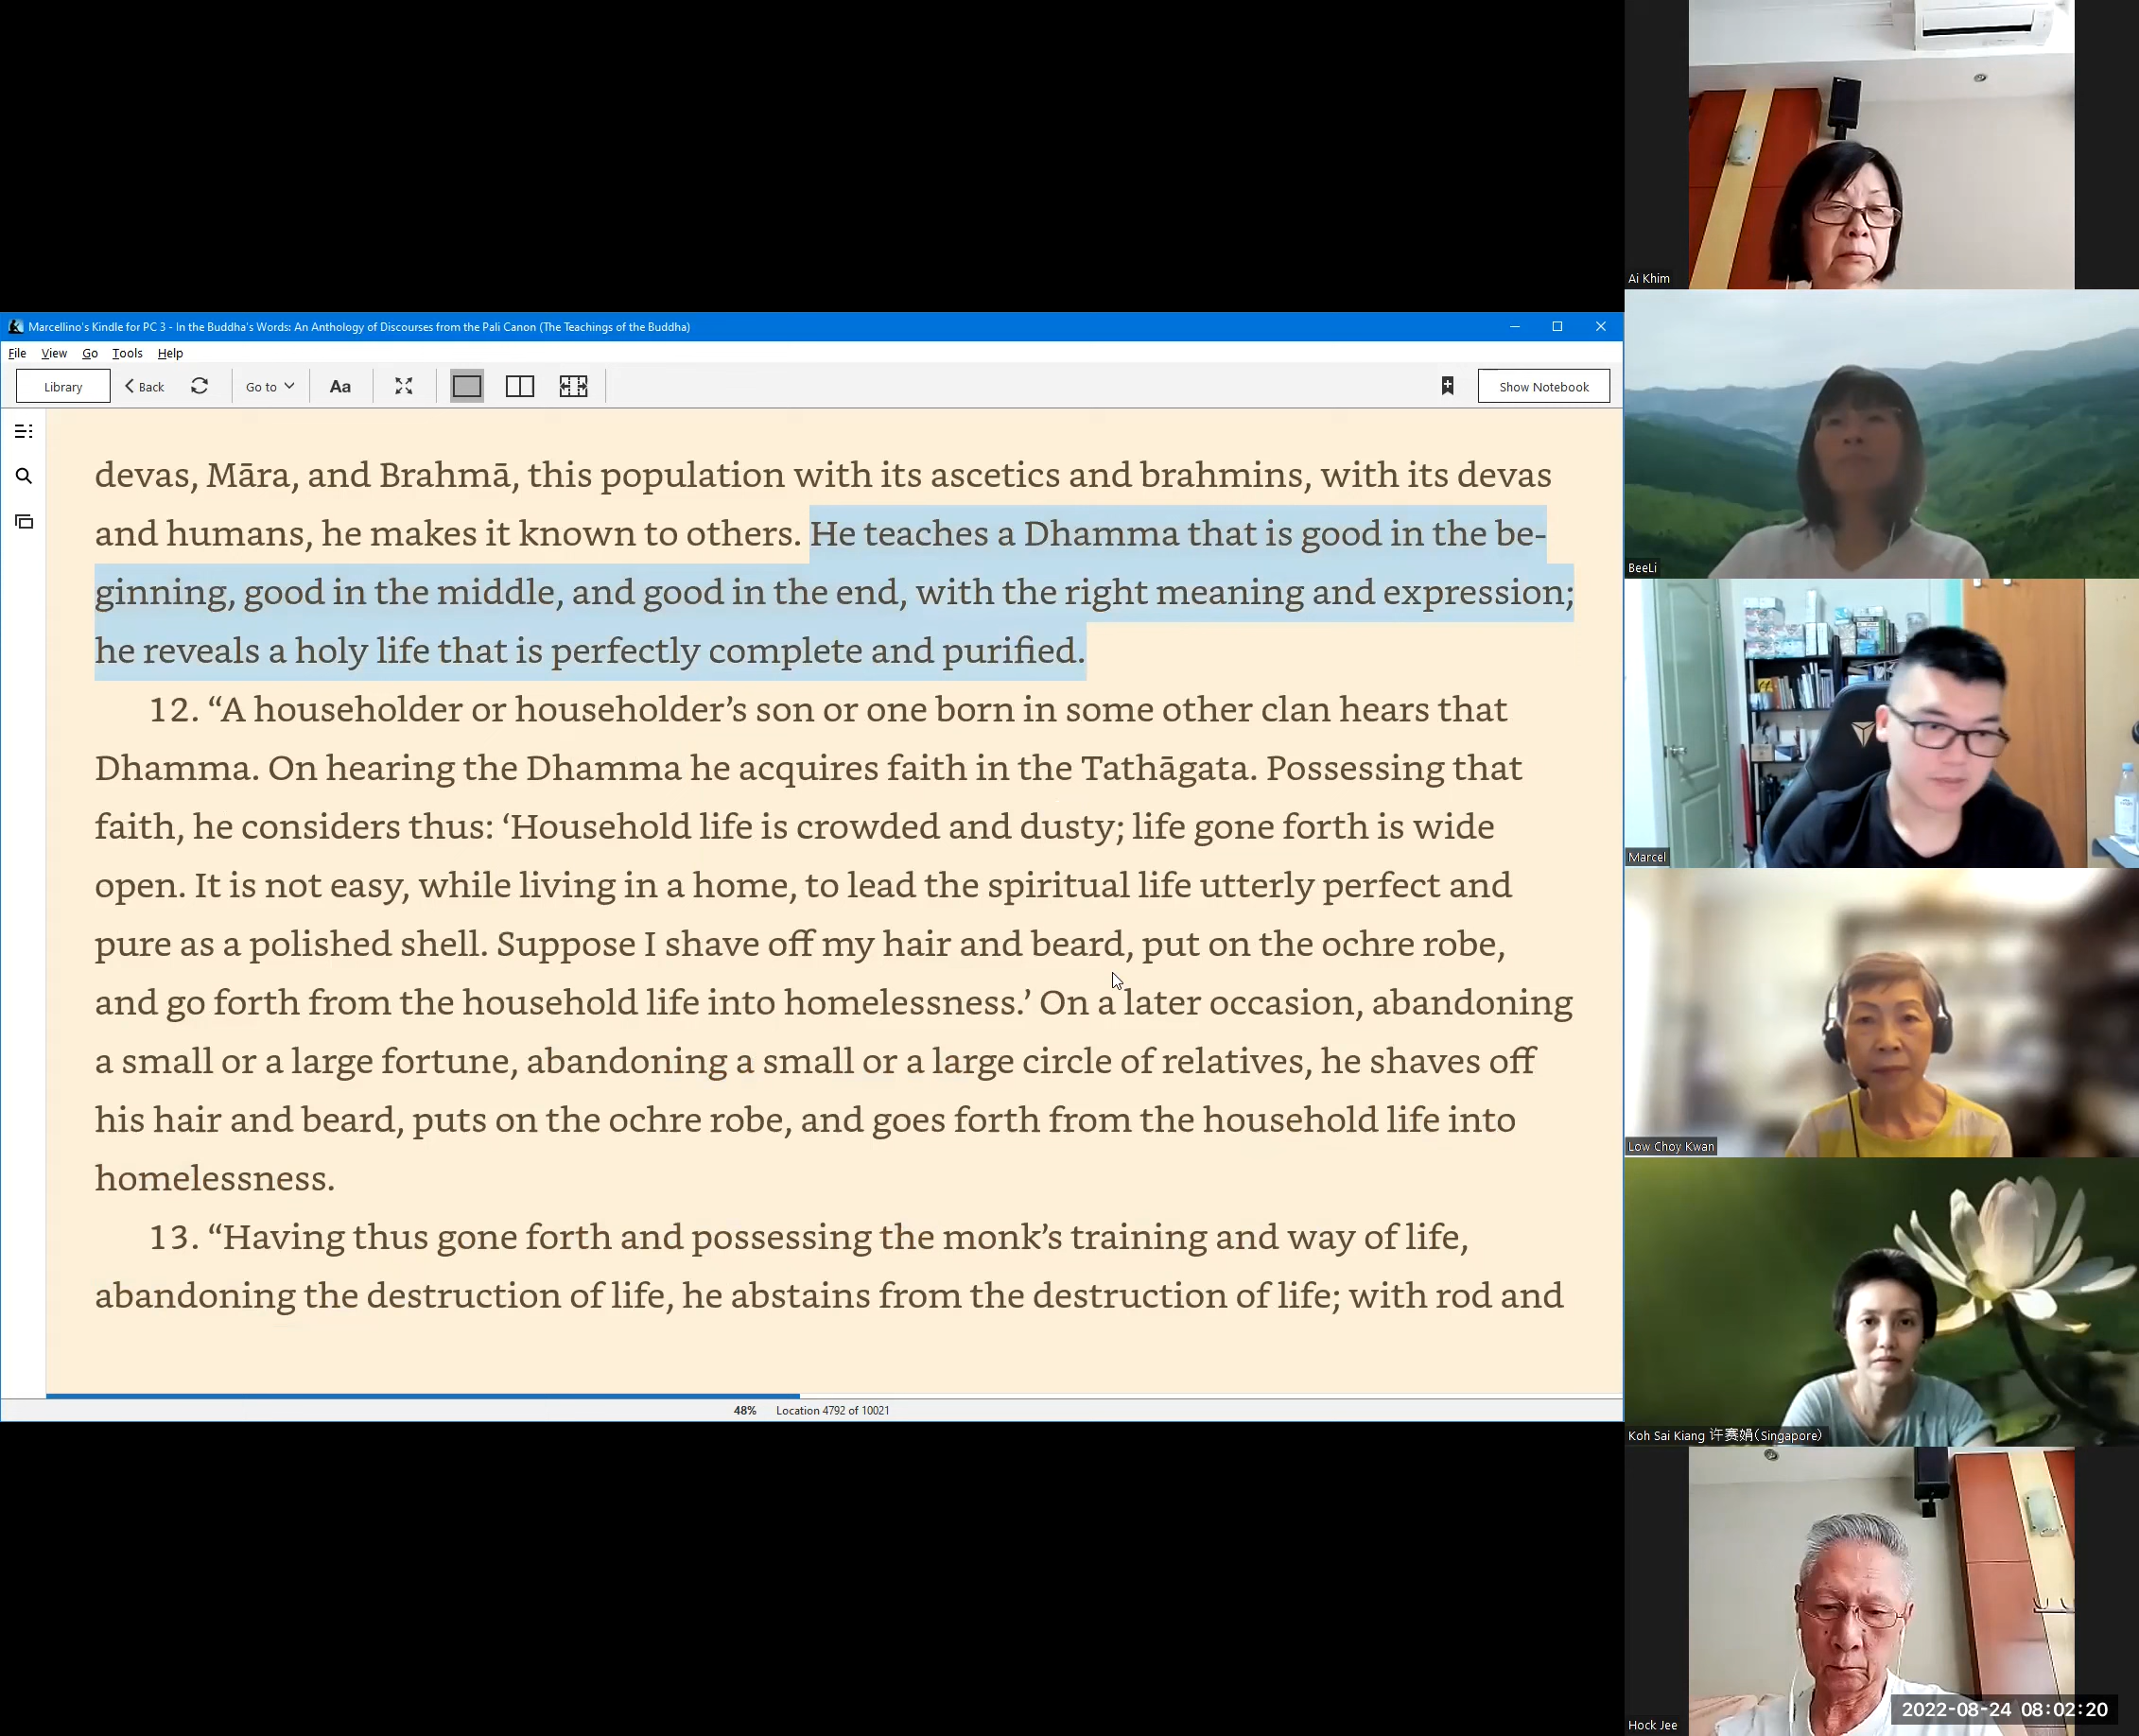 Marcellino's Kindle for PC 3 - In the Buddha's Words: An Anthology of Discourses from the Pali Canon (The Teachings of the Buddha)
File View Go Tools Help
Library Back Go to Aa Show Notebook
devas, Māra, and Brahmā, this population with its ascetics and brahmins, with its devas
and humans, he makes it known to others. He teaches a Dhamma that is good in the be-
ginning, good in the middle, and good in the end, with the right meaning and expression;
he reveals a holy life that is perfectly complete and purified.
12. “A householder or householder’s son or one born in some other clan hears that
Dhamma. On hearing the Dhamma he acquires faith in the Tathāgata. Possessing that
faith, he considers thus: ‘Household life is crowded and dusty; life gone forth is wide
open. It is not easy, while living in a home, to lead the spiritual life utterly perfect and
pure as a polished shell. Suppose I shave off my hair and beard, put on the ochre robe,
and go forth from the household life into homelessness.’ On a later occasion, abandoning
a small or a large fortune, abandoning a small or a large circle of relatives, he shaves off
his hair and beard, puts on the ochre robe, and goes forth from the household life into
homelessness.
13. “Having thus gone forth and possessing the monk’s training and way of life,
abandoning the destruction of life, he abstains from the destruction of life; with rod and
48% Location 4792 of 10021
Ai Khim
BeeLi
Marcel
Low Choy Kwan
Koh Sai Kiang 许赛娟(Singapore)
Hock Jee
2022-08-24 08:02:20